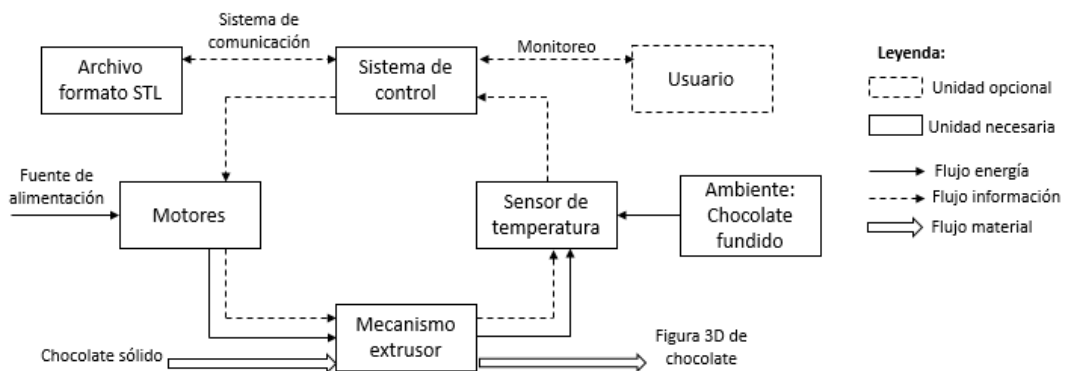 Sistema de
comunicación
Archivo
formato STL
Sistema de
control
Monitoreo
Usuario
Leyenda:
Unidad opcional
Unidad necesaria
Flujo energía
Flujo información
Flujo material
Fuente de
alimentación
Motores
Sensor de
temperatura
Ambiente:
Chocolate
fundido
Chocolate sólido
Mecanismo
extrusor
Figura 3D de
chocolate